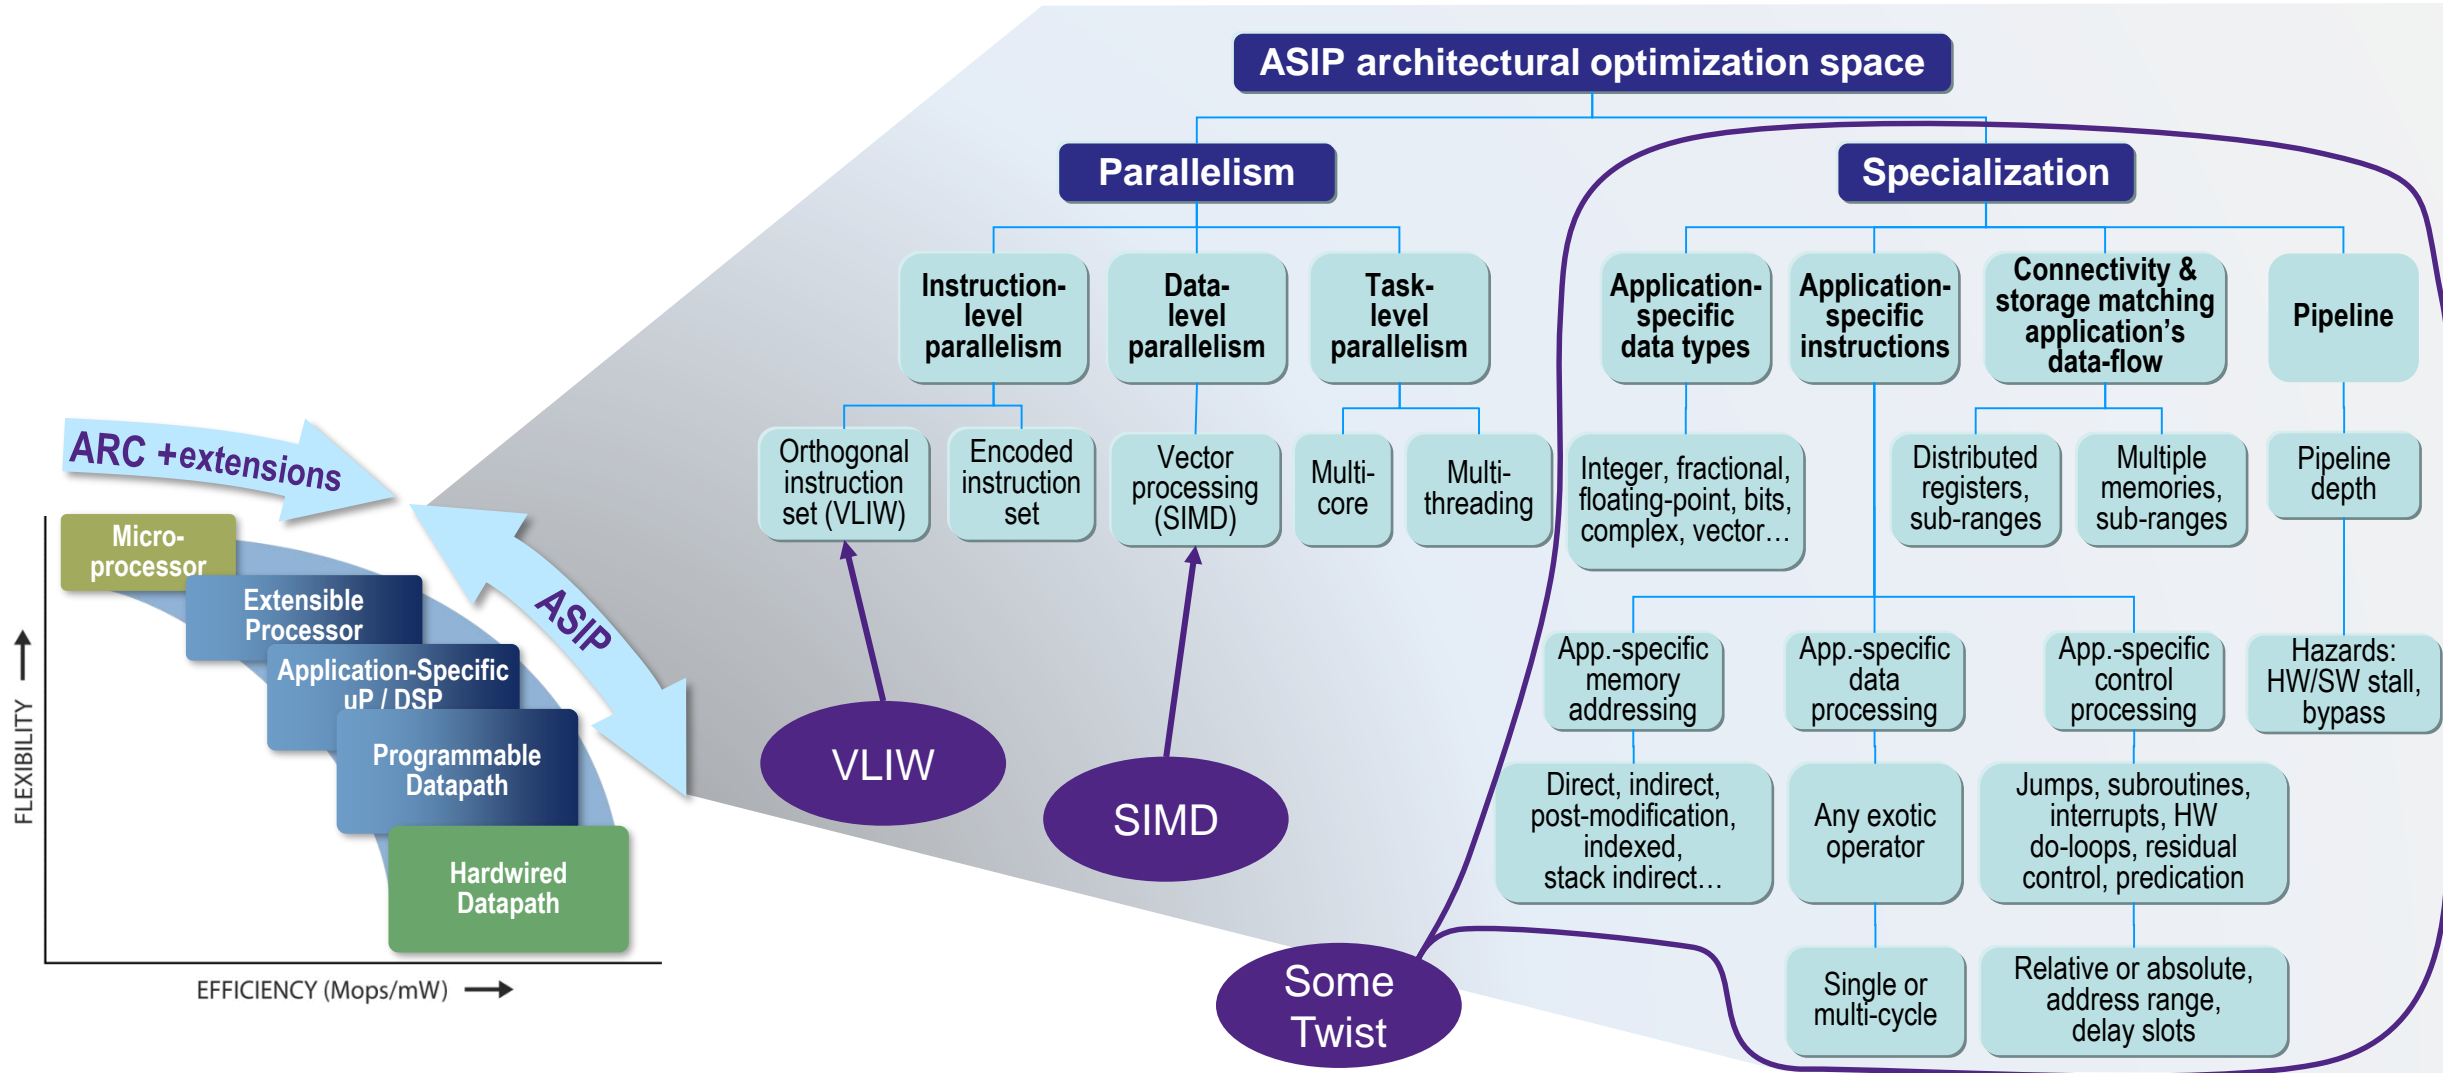 ASIP architectural optimization space
Parallelism
Specialization
Instruction-
level
parallelism
Data-
level
parallelism
Task-
level
parallelism
Application-
specific
data types
Application-
specific
instructions
Connectivity &
storage matching
application's
data-flow
Pipeline
Orthogonal
instruction
set (VLIW)
Encoded
instruction
set
Vector
processing
(SIMD)
Multi-
core
Multi-
threading
Integer, fractional,
floating-point, bits,
complex, vector…
Distributed
registers,
sub-ranges
Multiple
memories,
sub-ranges
Pipeline
depth
App.-specific
memory
addressing
App.-specific
data
processing
App.-specific
control
processing
Hazards:
HW/SW stall,
bypass
Direct, indirect,
post-modification,
indexed,
stack indirect…
Any exotic
operator
Jumps, subroutines,
interrupts, HW
do-loops, residual
control, predication
Single or
multi-cycle
Relative or absolute,
address range,
delay slots
VLIW
SIMD
Some
Twist
ARC +extensions
ASIP
Micro-
processor
Extensible
Processor
Application-Specific
uP / DSP
Programmable
Datapath
Hardwired
Datapath
FLEXIBILITY
EFFICIENCY (Mops/mW)